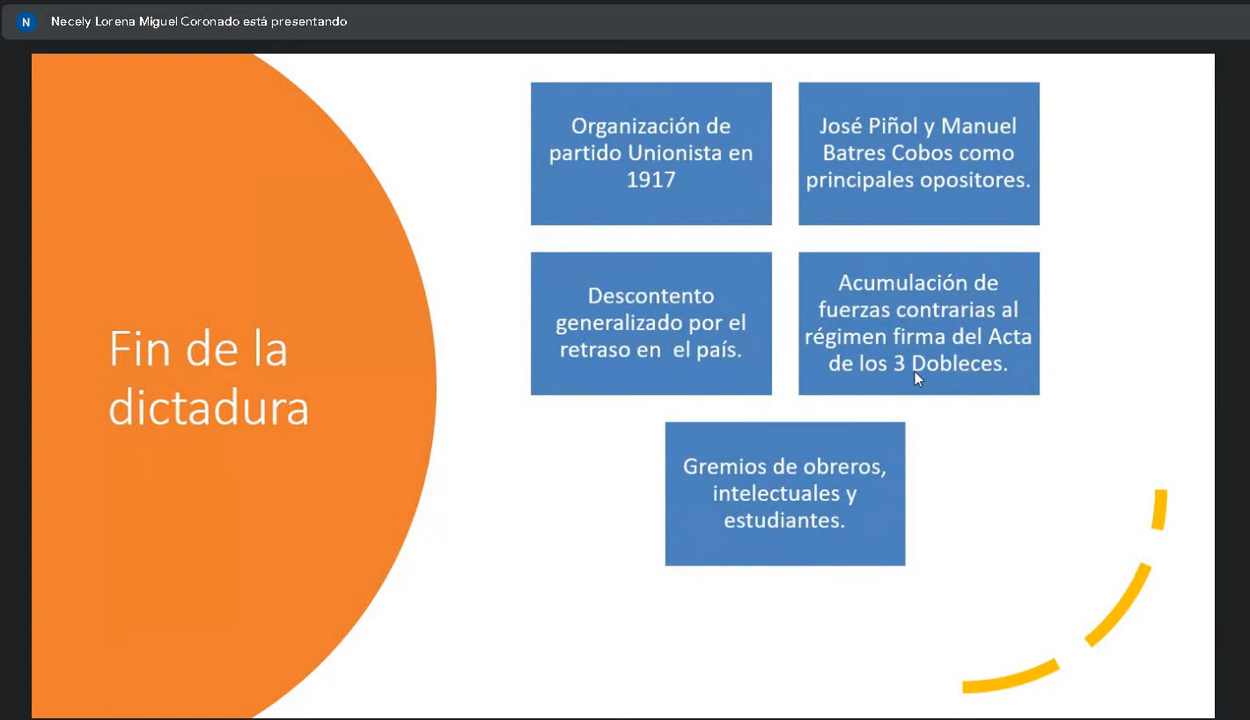 N
Necely Lorena Miguel Coronado está presentando
Fin de la
dictadura
Organización de
partido Unionista en
1917
José Piñol y Manuel
Batres Cobos como
principales opositores.
Descontento
generalizado por el
retraso en el país.
Acumulación de
fuerzas contrarias al
régimen firma del Acta
de los 3 Dobleces.
Gremios de obreros,
intelectuales y
estudiantes.